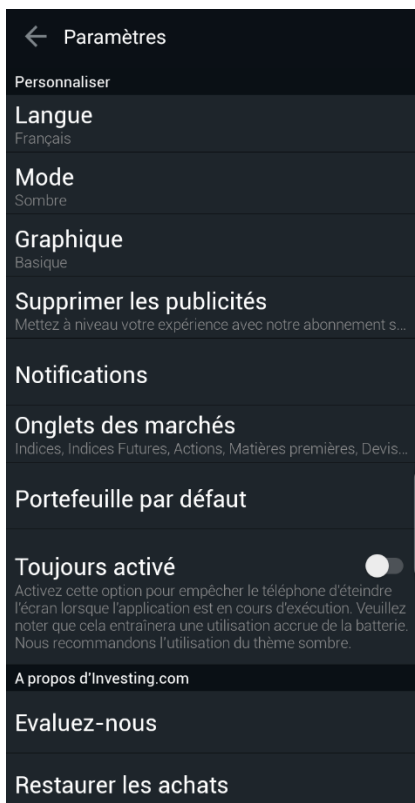 Paramètres
Personnaliser
Langue
Français
Mode
Sombre
Graphique
Basique
Supprimer les publicités
Mettez à niveau votre expérience avec notre abonnement s...
Notifications
Onglets des marchés
Indices, Indices Futures, Actions, Matières premières, Devis...
Portefeuille par défaut
Toujours activé
Activez cette option pour empêcher le téléphone d'éteindre
l'écran lorsque l'application est en cours d'exécution. Veuillez
noter que cela entraînera une utilisation accrue de la batterie.
Nous recommandons l'utilisation du thème sombre.
A propos d'Investing.com
Evaluez-nous
Restaurer les achats